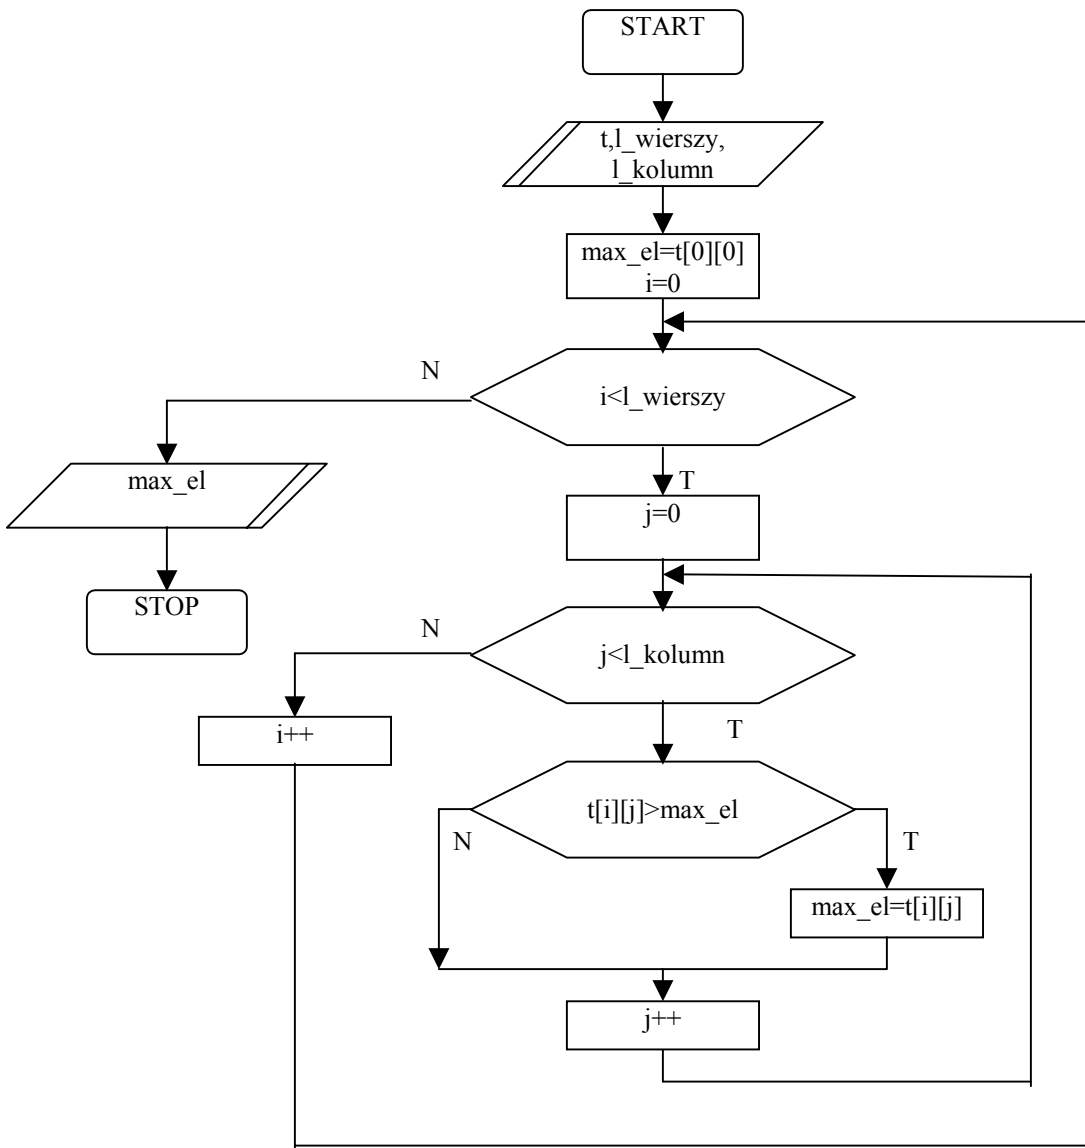 START
t,l_wierszy,
l_kolumn
max_el=t[0][0]
i=0
N
i<l_wierszy
max_el
T
j=0
STOP
N
j<l_kolumn
i++
T
t[i][j]>max_el
N
T
max_el=t[i][j]
j++